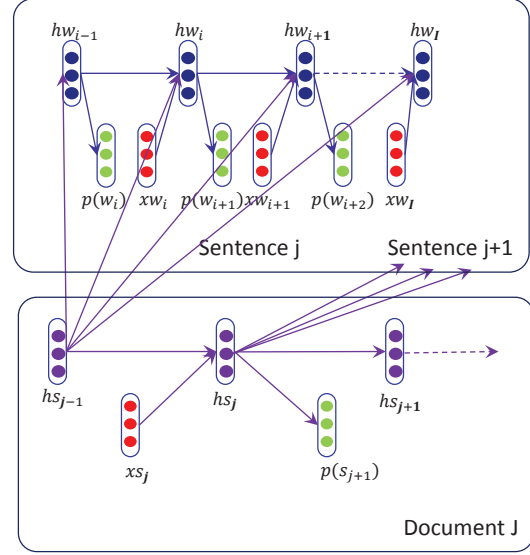 hw_{i−1} hw_i hw_{i+1} hw_I
p(w_i) xw_i p(w_{i+1}) xw_{i+1} p(w_{i+2}) xw_I
Sentence j Sentence j+1
hs_{j−1} hs_j hs_{j+1}
xs_j p(s_{j+1})
Document J